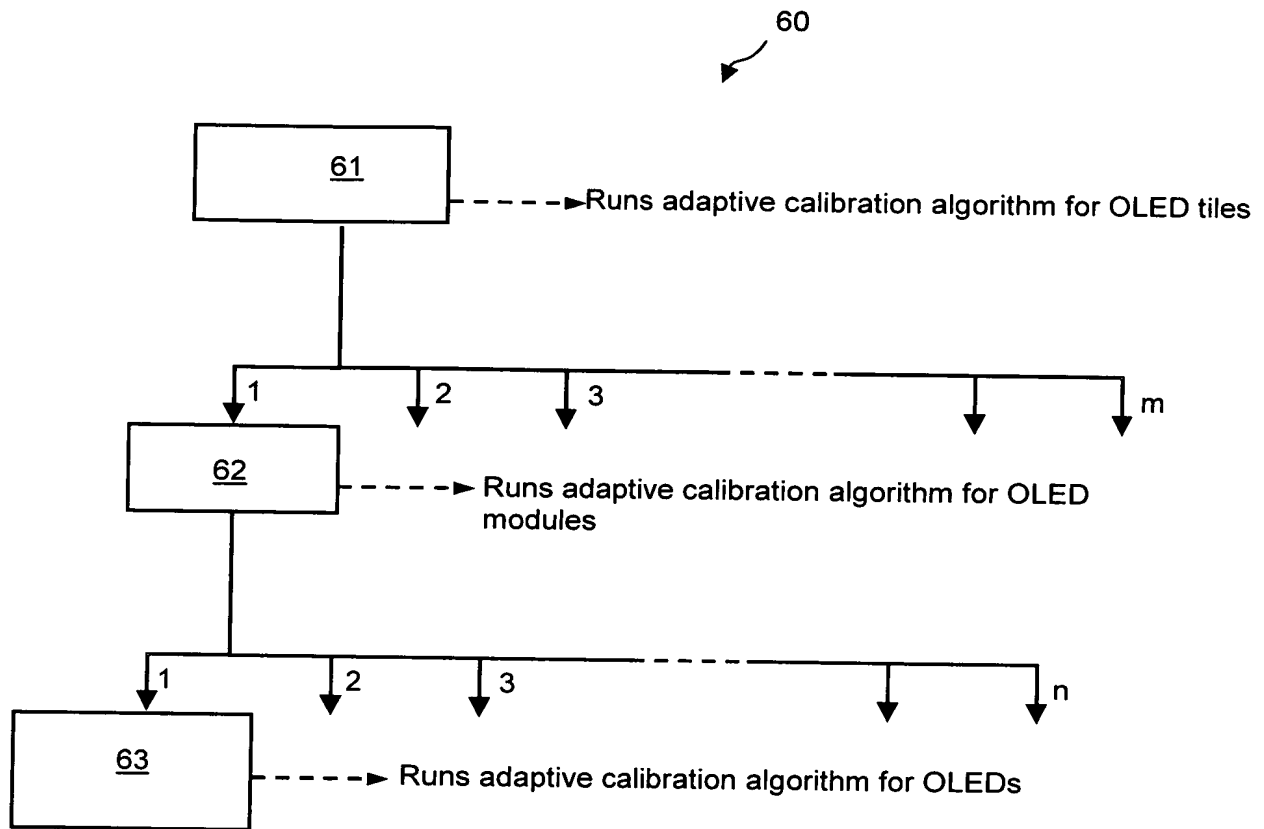 60
61
Runs adaptive calibration algorithm for OLED tiles
1 2 3 m
62
Runs adaptive calibration algorithm for OLED
modules
1 2 3 n
63
Runs adaptive calibration algorithm for OLEDs